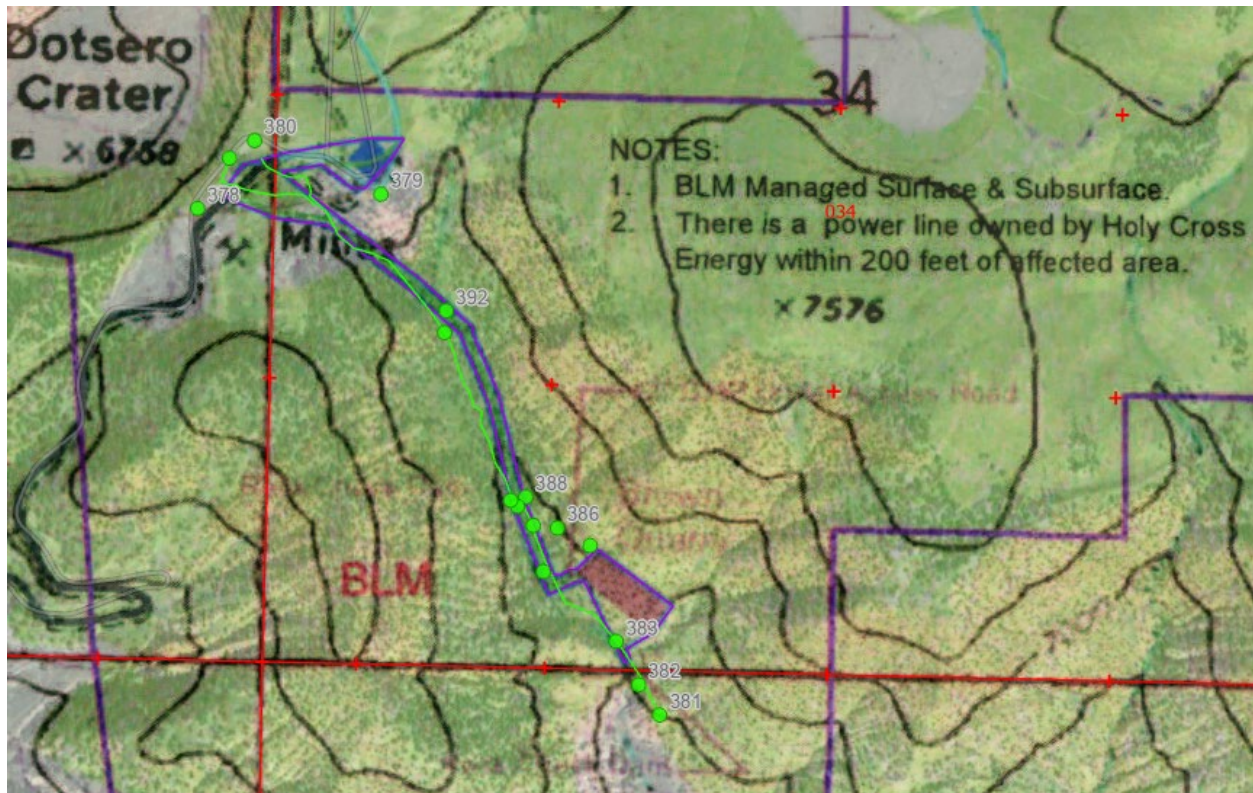 Dotsero
Crater
× 6768
34
380
379
378
NOTES:
1. BLM Managed Surface & Subsurface.
2. There is a power line owned by Holy Cross
Energy within 200 feet of affected area.
034
× 7576
392
Road
388
386
BLM
383
382
381